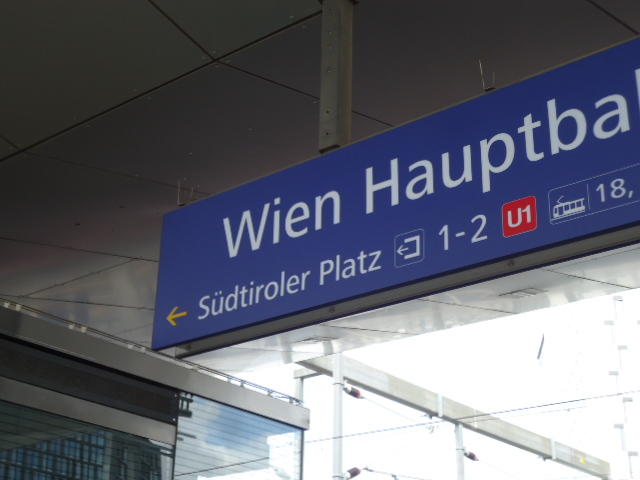 Wien Hauptba
← Südtiroler Platz 1-2 U1 18,